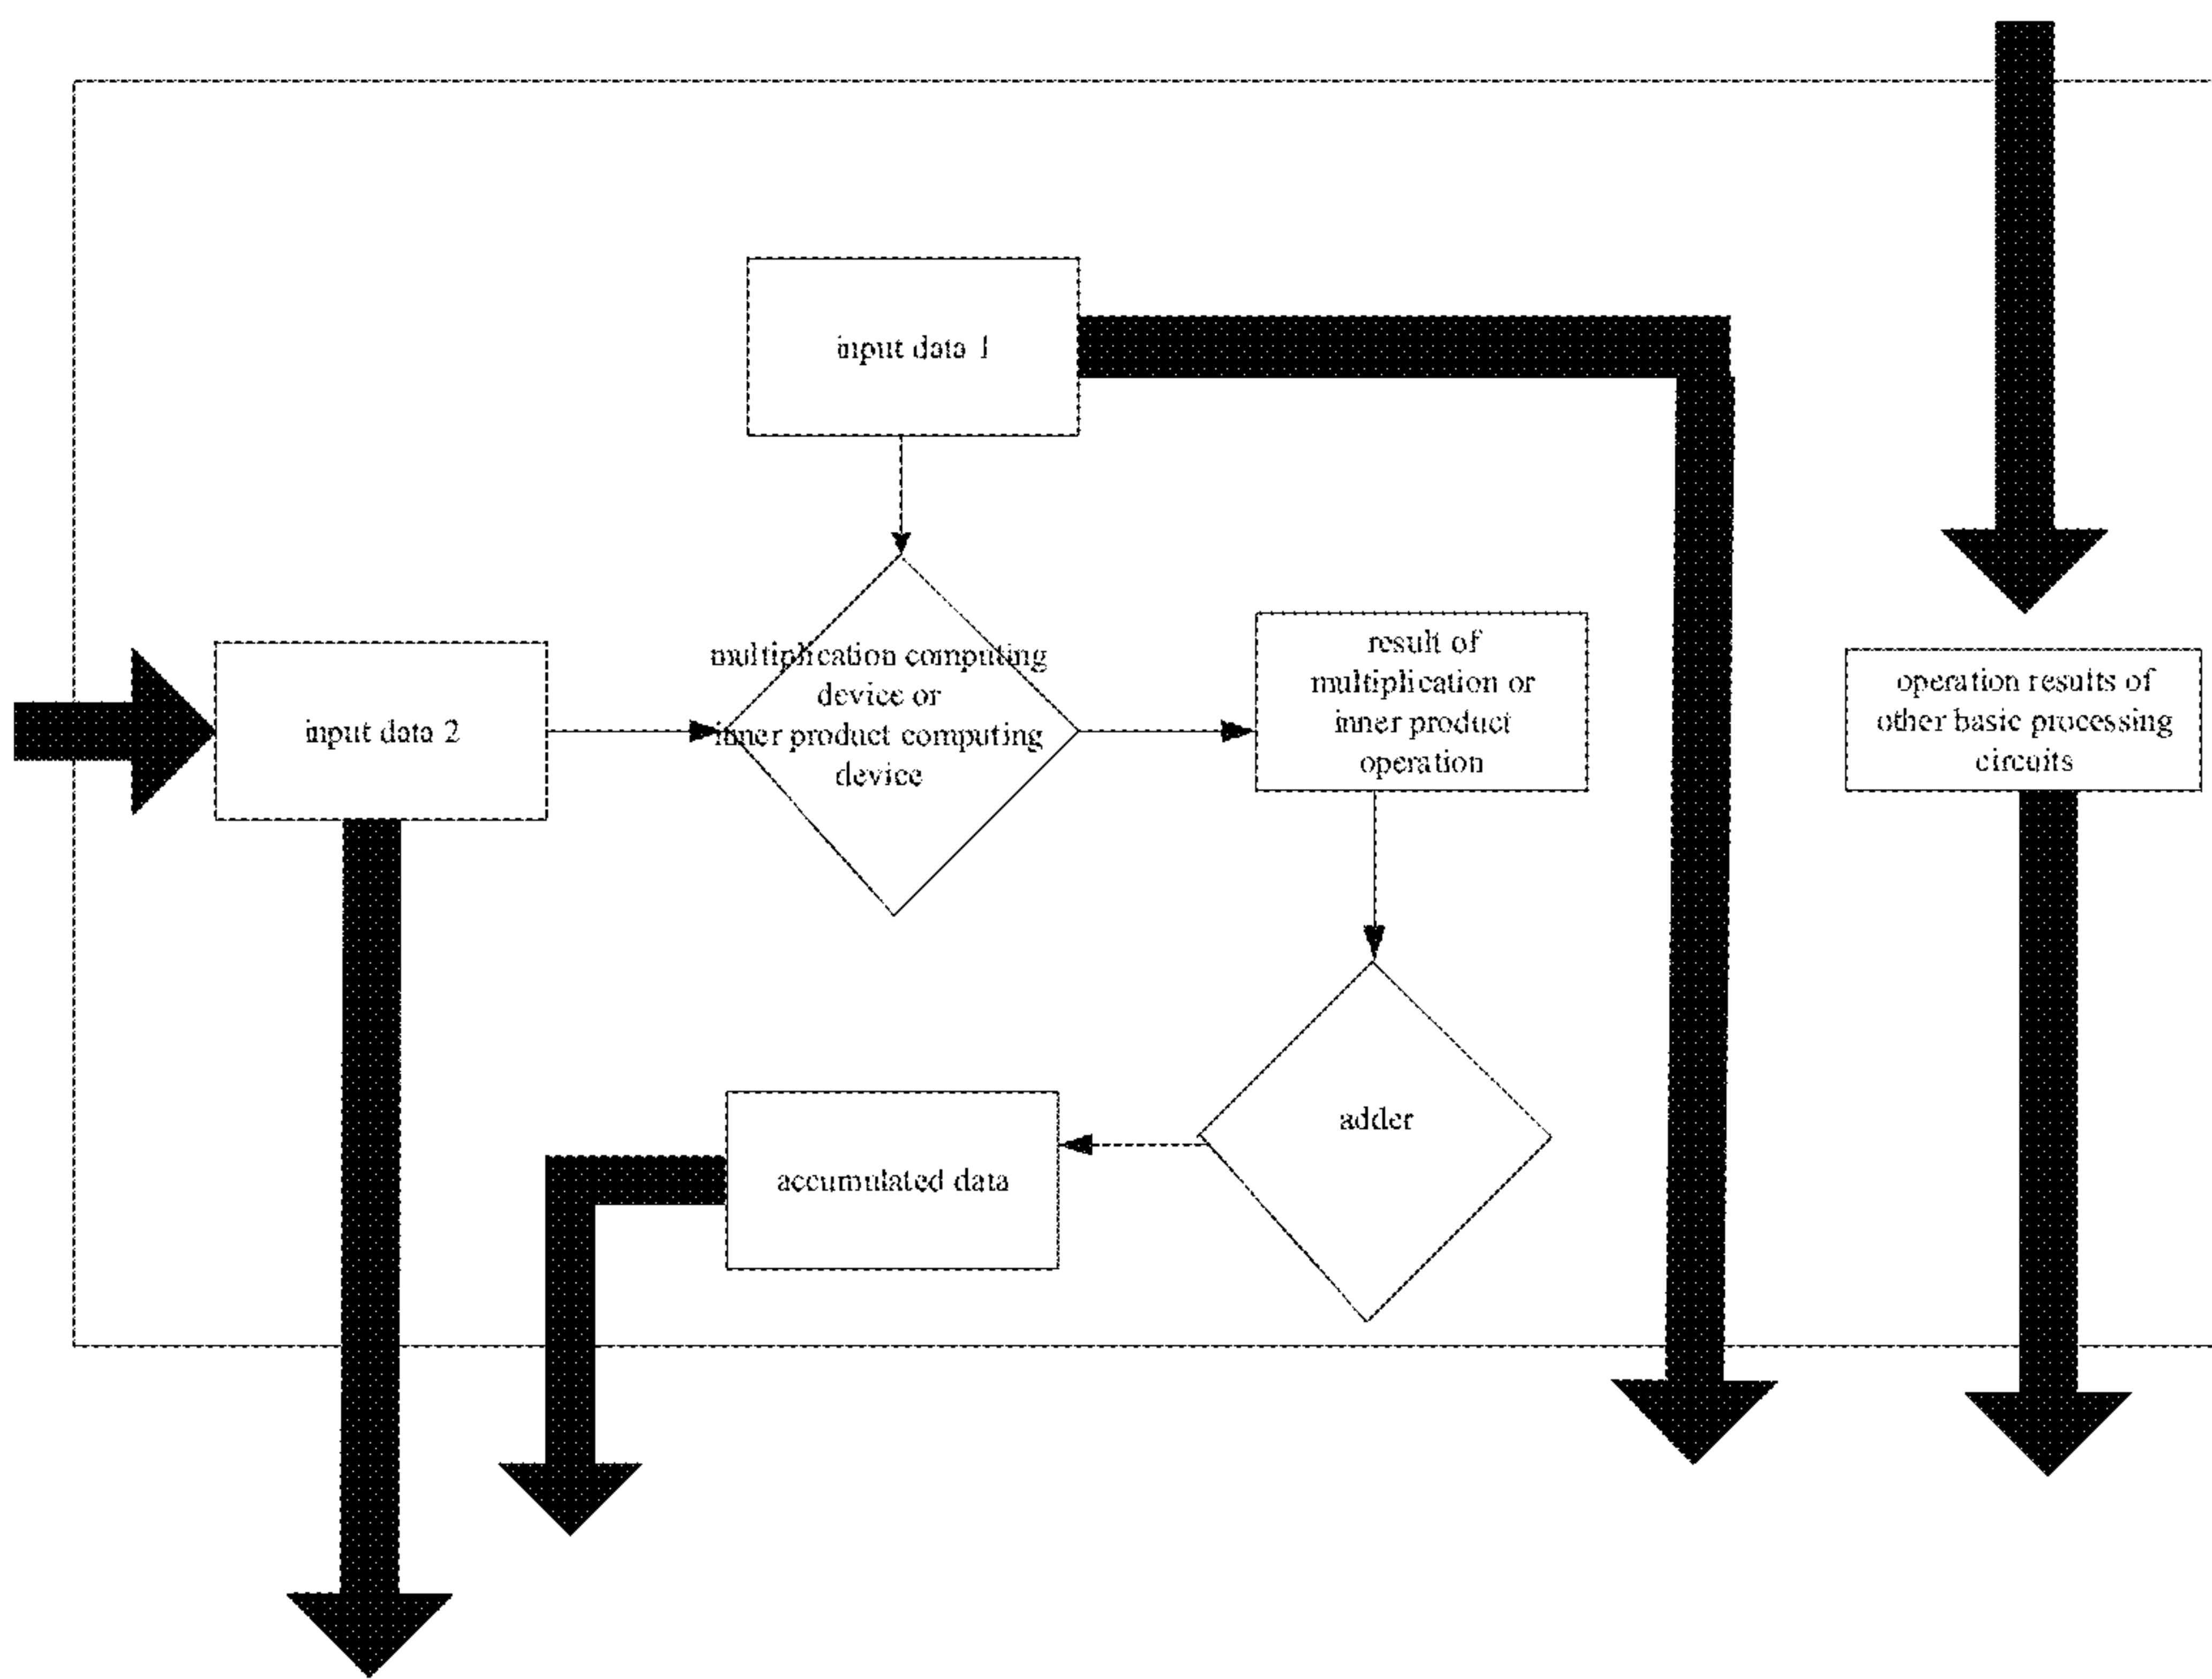 input data 1
input data 2
multiplication computing
device or
inner product computing
device
result of
multiplication or
inner product
operation
operation results of
other basic processing
circuits
adder
accumulated data